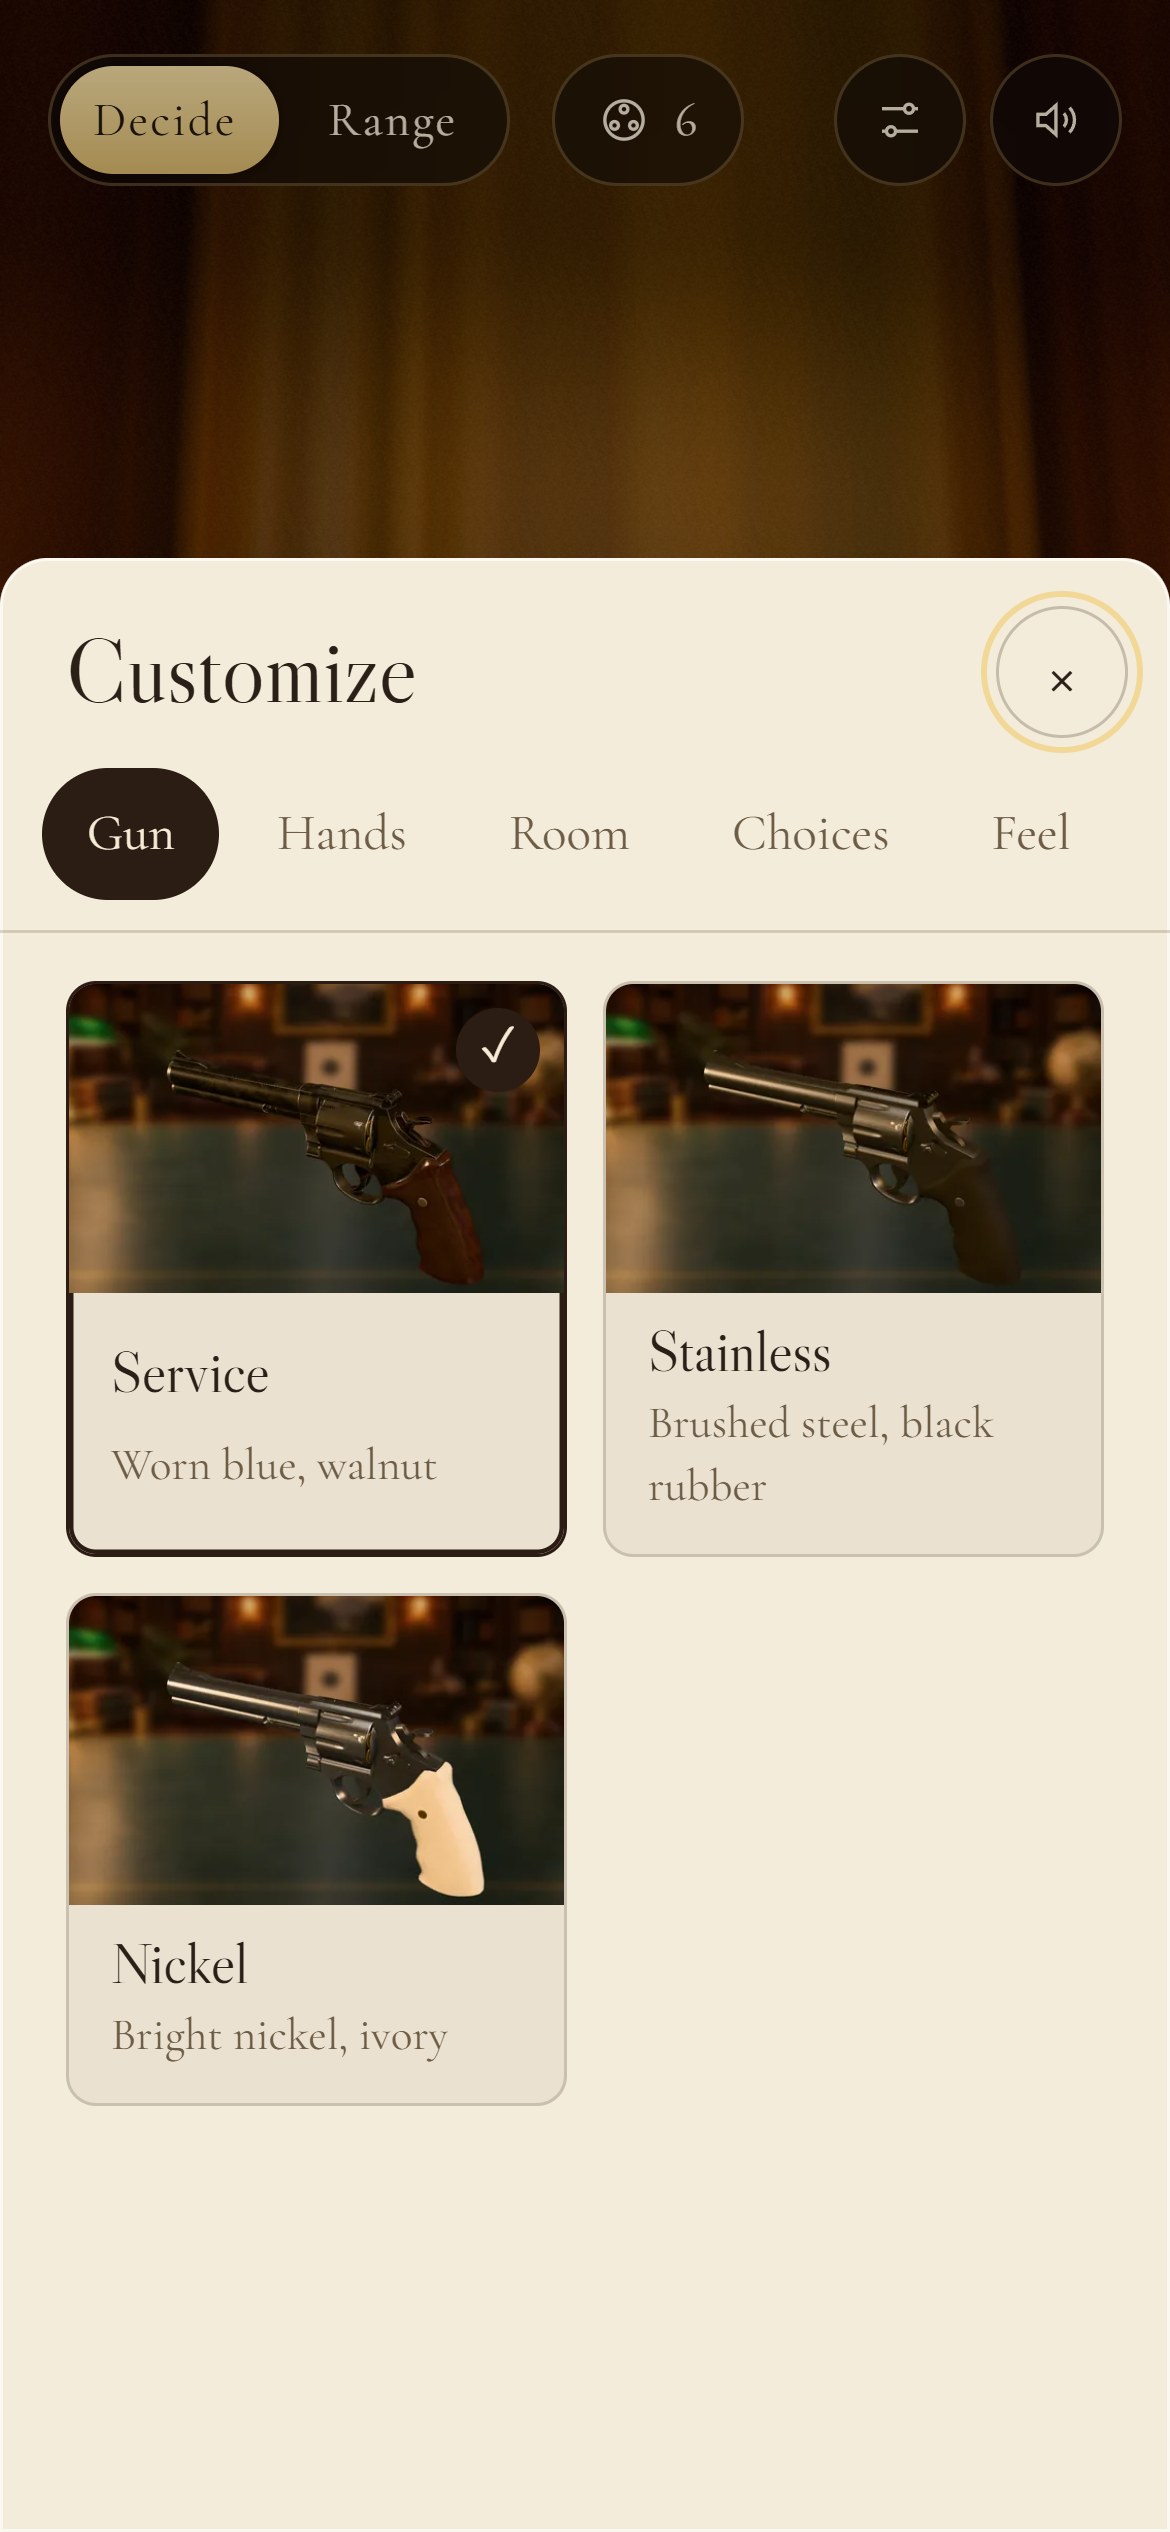 Decide Range 6
Customize
×
Gun Hands Room Choices Feel
✓
Service
Worn blue, walnut
Stainless
Brushed steel, black
rubber
Nickel
Bright nickel, ivory